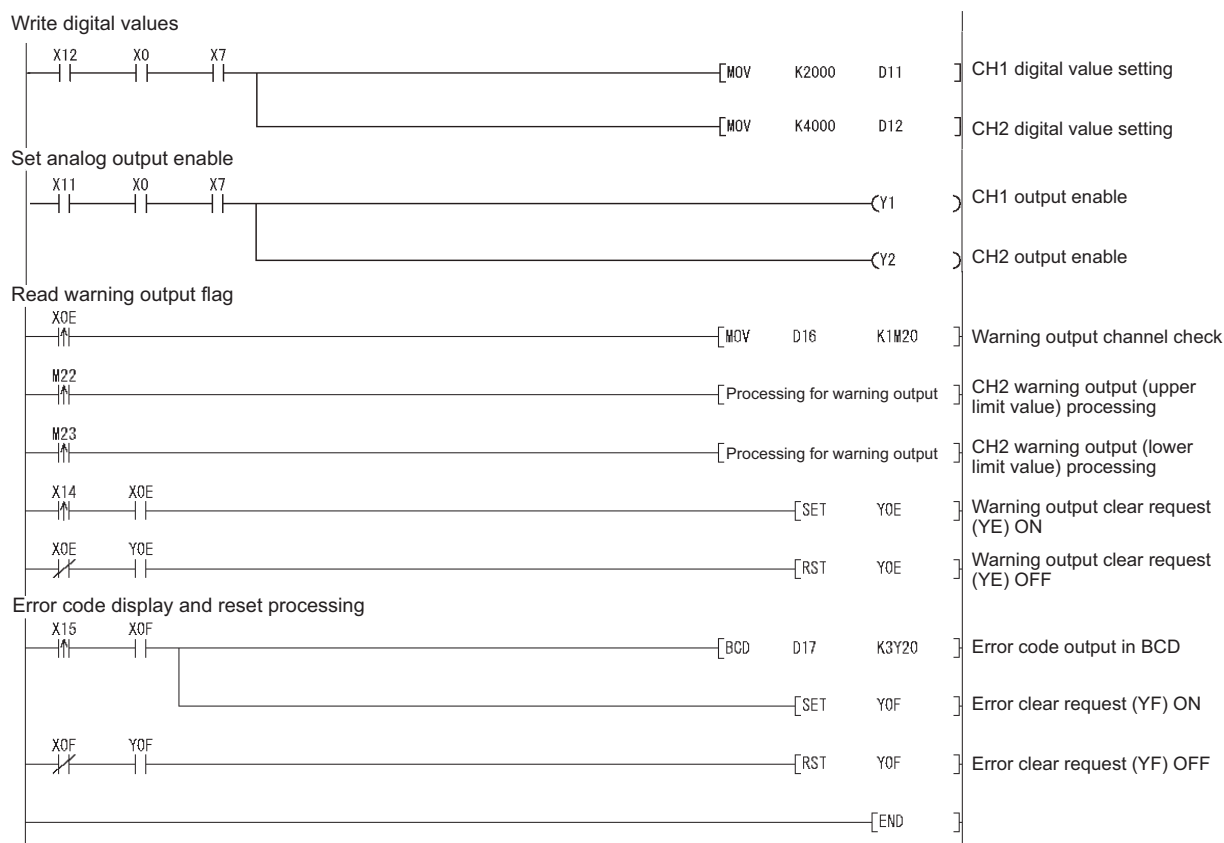 Write digital values
X12 X0 X7
MOV K2000 D11 CH1 digital value setting
MOV K4000 D12 CH2 digital value setting
Set analog output enable
X11 X0 X7
Y1 CH1 output enable
Y2 CH2 output enable
Read warning output flag
X0E
MOV D16 K1M20 Warning output channel check
M22
Processing for warning output CH2 warning output (upper
limit value) processing
M23
Processing for warning output CH2 warning output (lower
limit value) processing
X14 X0E
SET Y0E Warning output clear request
(YE) ON
X0E Y0E
RST Y0E Warning output clear request
(YE) OFF
Error code display and reset processing
X15 X0F
BCD D17 K3Y20 Error code output in BCD
SET Y0F Error clear request (YF) ON
X0F Y0F
RST Y0F Error clear request (YF) OFF
END